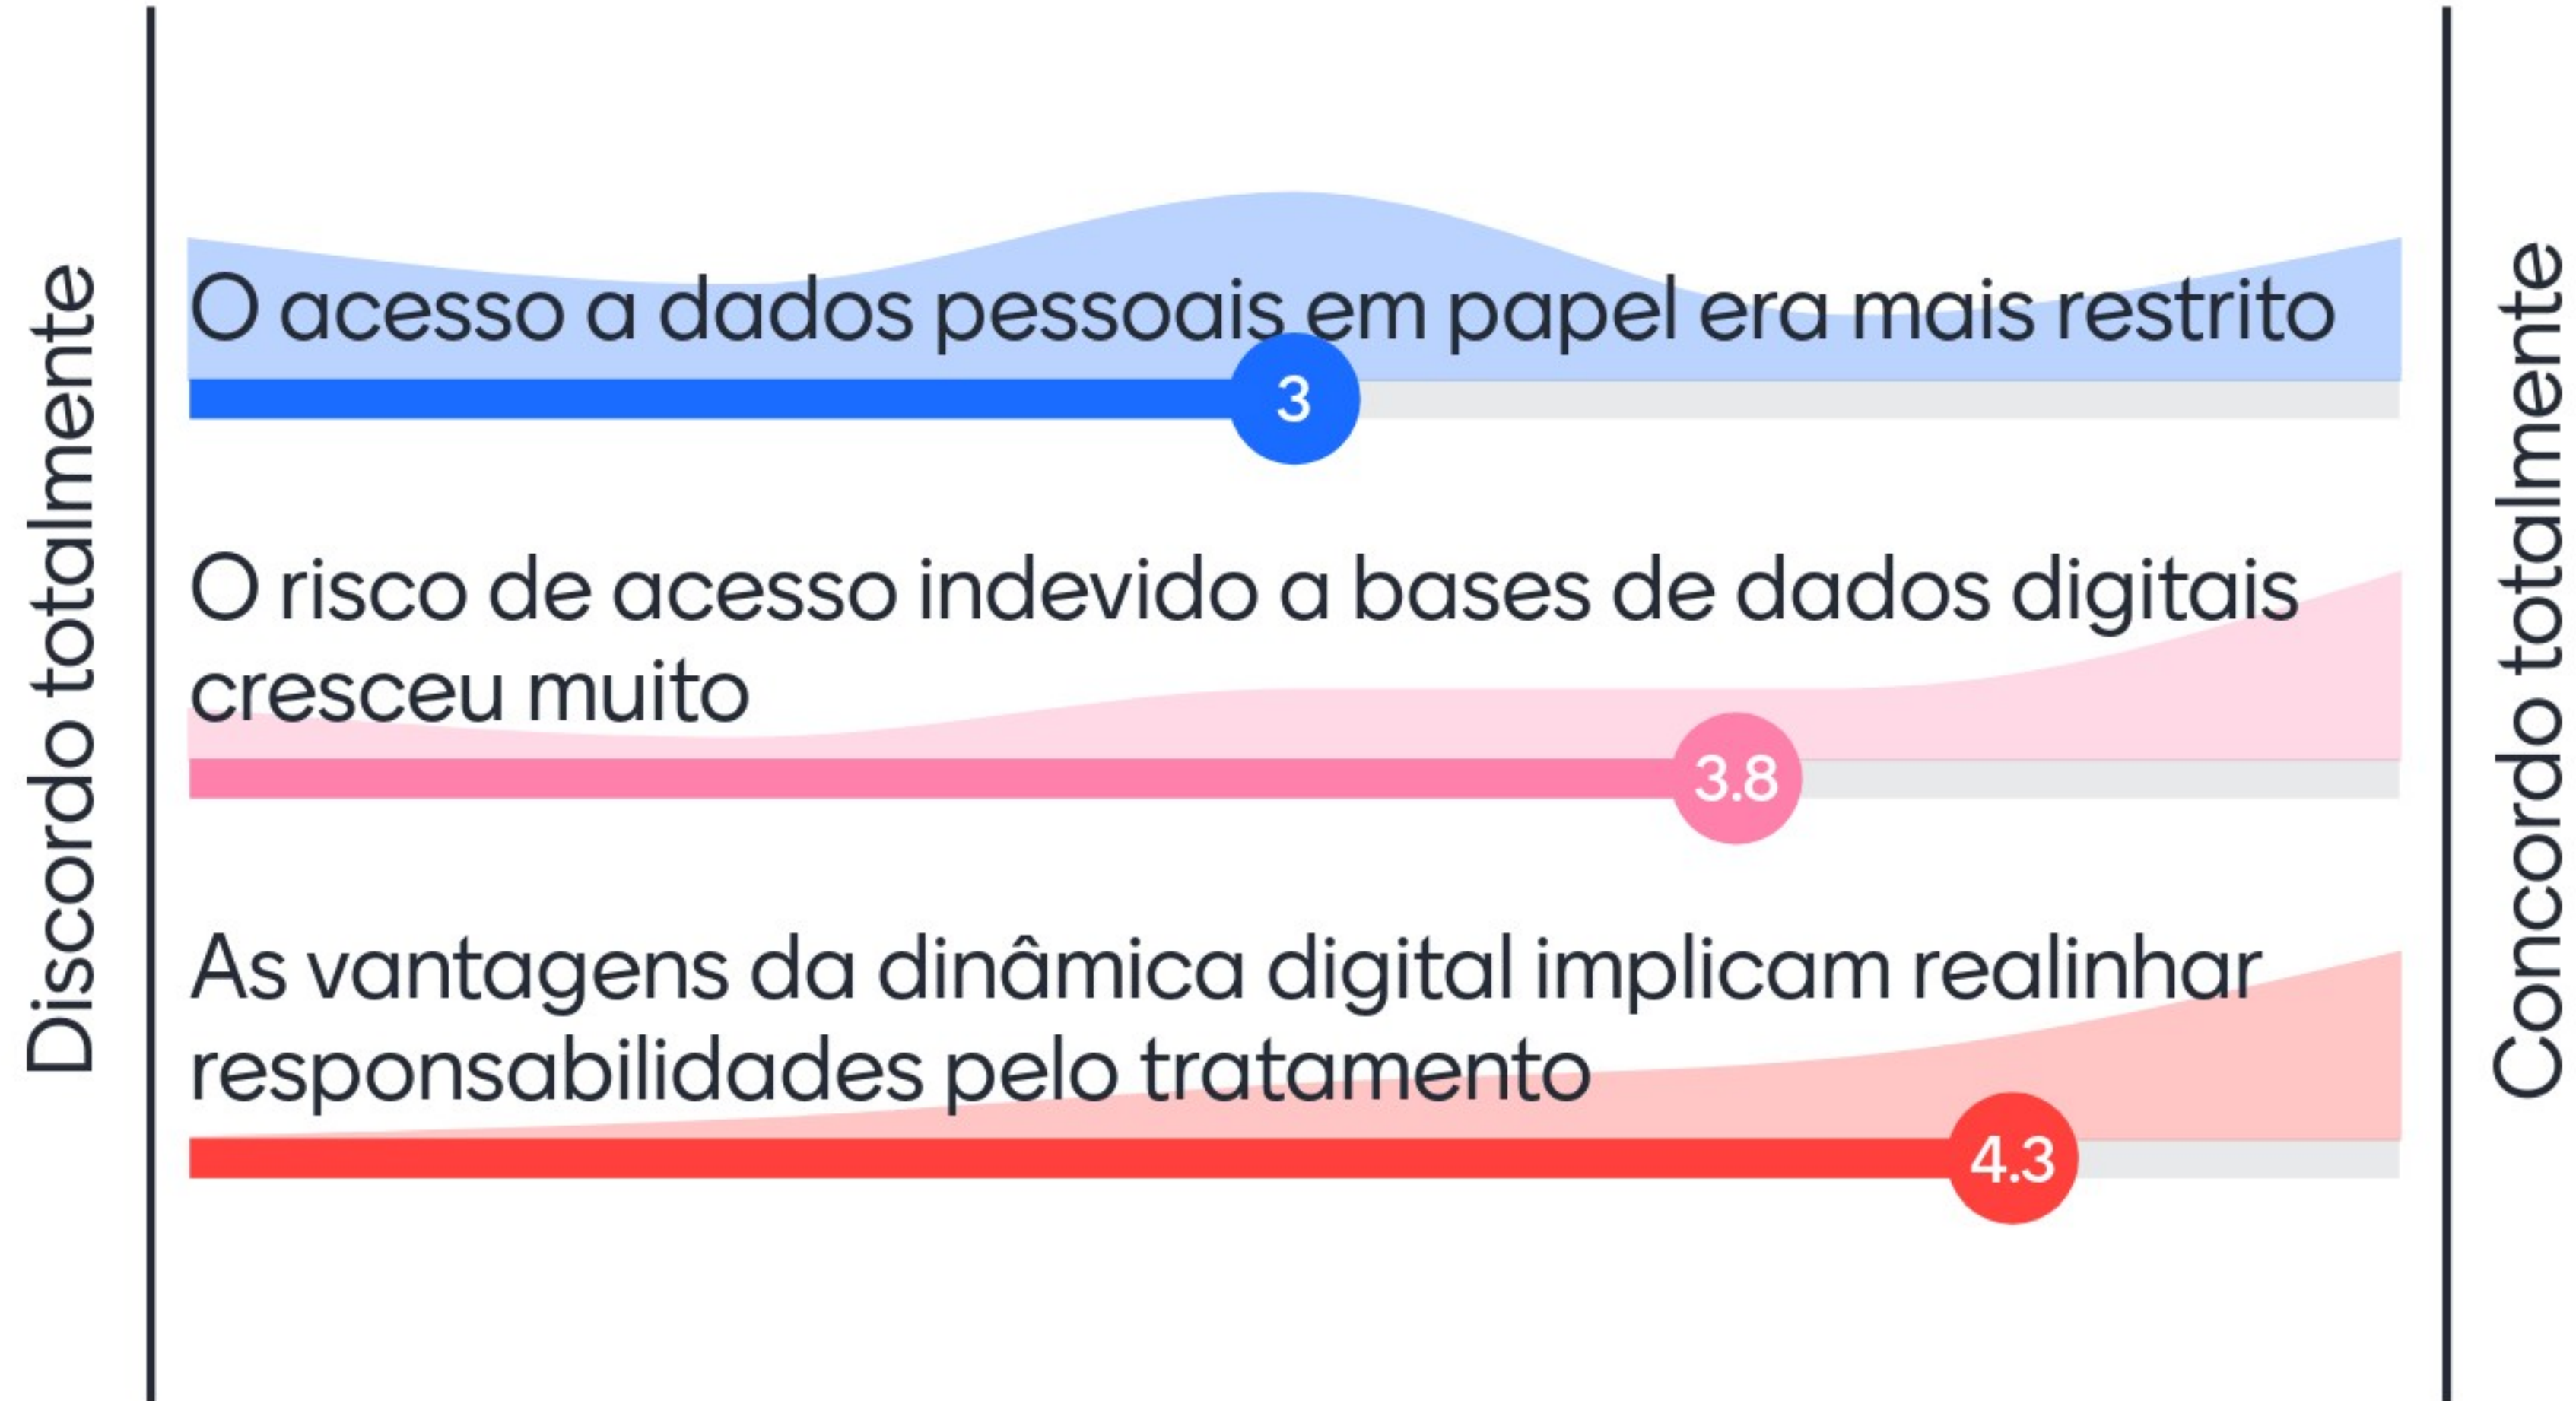 Discordo totalmente
O acesso a dados pessoais em papel era mais restrito
3
O risco de acesso indevido a bases de dados digitais
cresceu muito
3.8
As vantagens da dinâmica digital implicam realinhar
responsabilidades pelo tratamento
4.3
Concordo totalmente